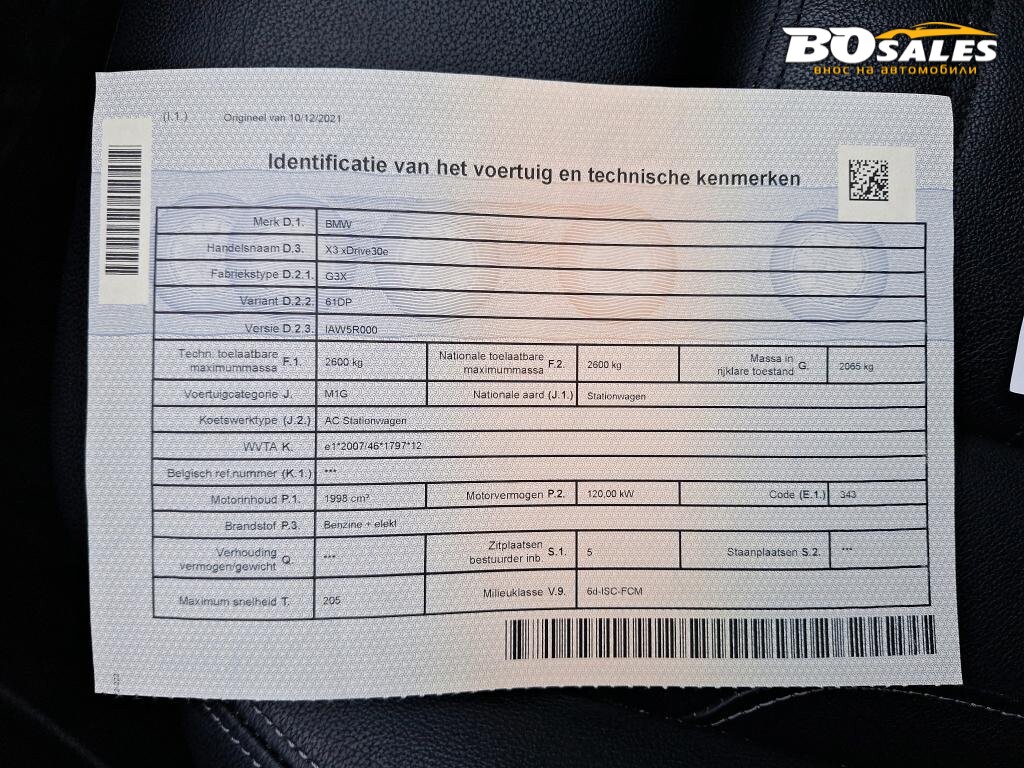 BO SALES
внос на автомобили
(I.1.) Origineel van 10/12/2021
Identificatie van het voertuig en technische kenmerken
Merk D.1. BMW
Handelsnaam D.3. X3 xDrive30e
Fabriekstype D.2.1. G3X
Variant D.2.2. 61DP
Versie D.2.3. IAW5R000
Techn. toelaatbare maximummassa F.1. 2600 kg Nationale toelaatbare maximummassa F.2. 2600 kg Massa in rijklare toestand G. 2065 kg
Voertuigcategorie J. M1G Nationale aard (J.1.) Stationwagen
Koetswerktype (J.2.) AC Stationwagen
WVTA K. e1*2007/46*1797*12
Belgisch ref.nummer (K.1.) ***
Motorinhoud P.1. 1998 cm³ Motorvermogen P.2. 120,00 kW Code (E.1.) 343
Brandstof P.3. Benzine + elekt
Verhouding vermogen/gewicht Q. *** Zitplaatsen bestuurder inb. S.1. 5 Staanplaatsen S.2. ***
Maximum snelheid T. 205 Milieuklasse V.9. 6d-ISC-FCM